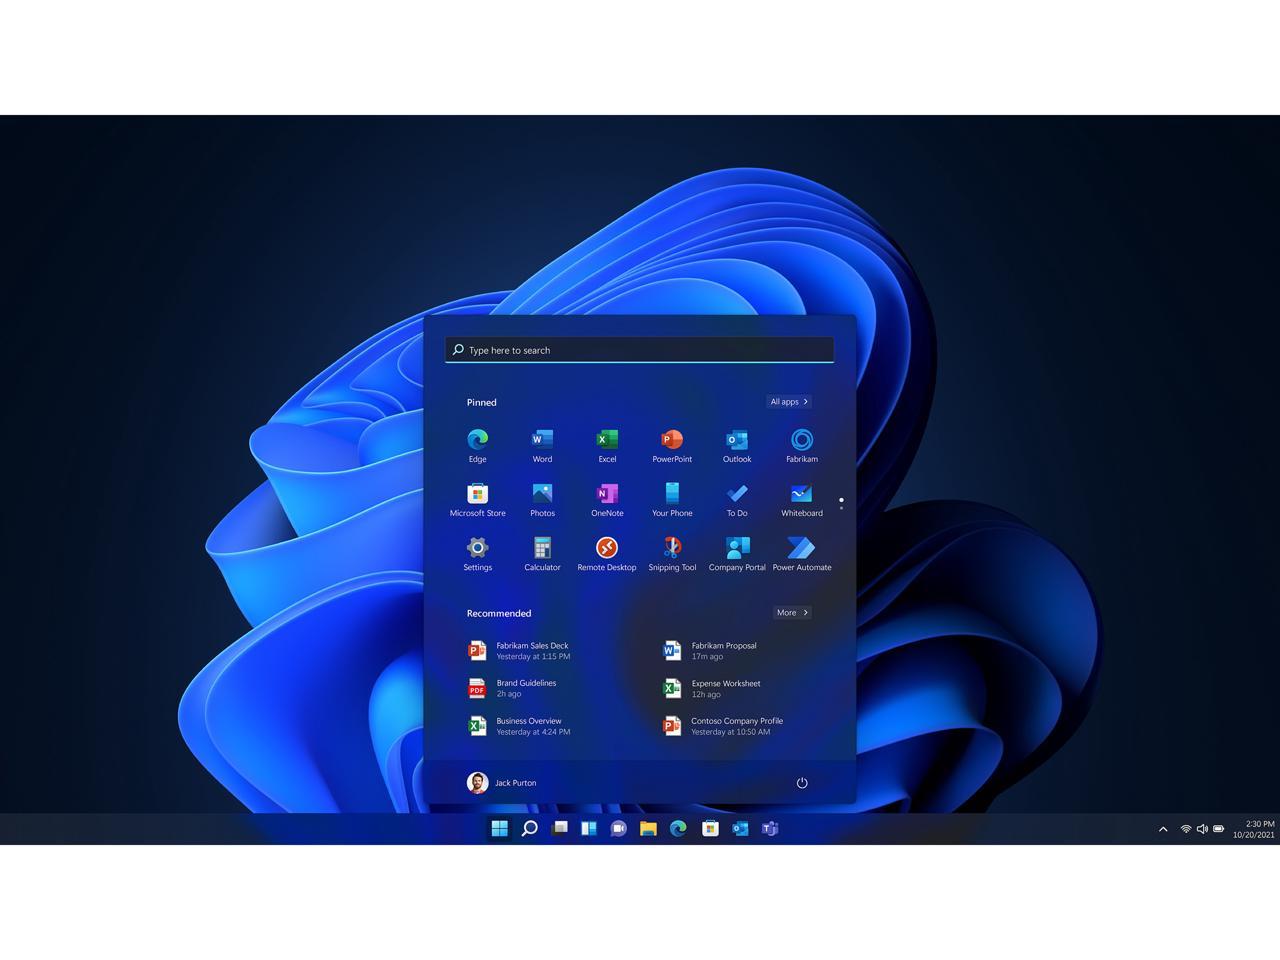 Type here to search
Pinned
All apps
Edge
Word
Excel
PowerPoint
Outlook
Fabrikam
Microsoft Store
Photos
OneNote
Your Phone
To Do
Whiteboard
Settings
Calculator
Remote Desktop
Snipping Tool
Company Portal
Power Automate
Recommended
More
Fabrikam Sales Deck
Yesterday at 1:15 PM
Fabrikam Proposal
17m ago
PDF
Brand Guidelines
2h ago
Expense Worksheet
12h ago
Business Overview
Yesterday at 4:24 PM
Contoso Company Profile
Yesterday at 10:50 AM
Jack Purton
2:30 PM
10/20/2021